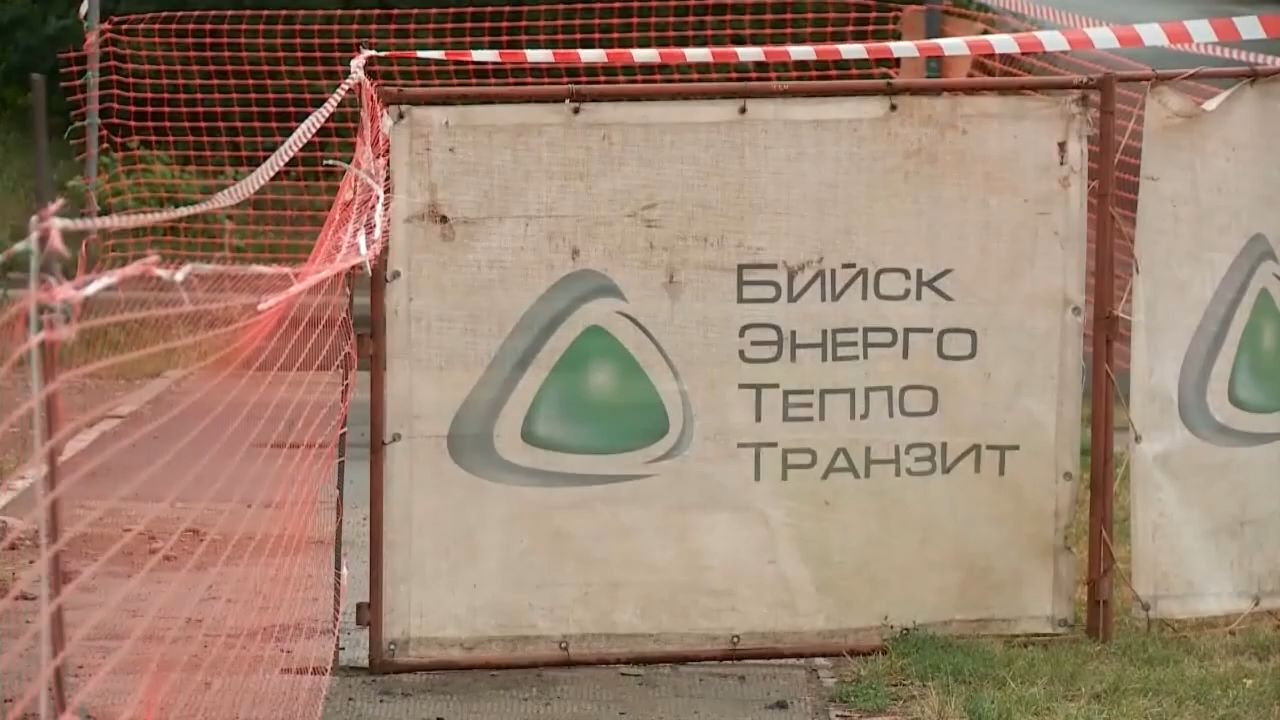 Бийск
Энерго
Тепло
Транзит